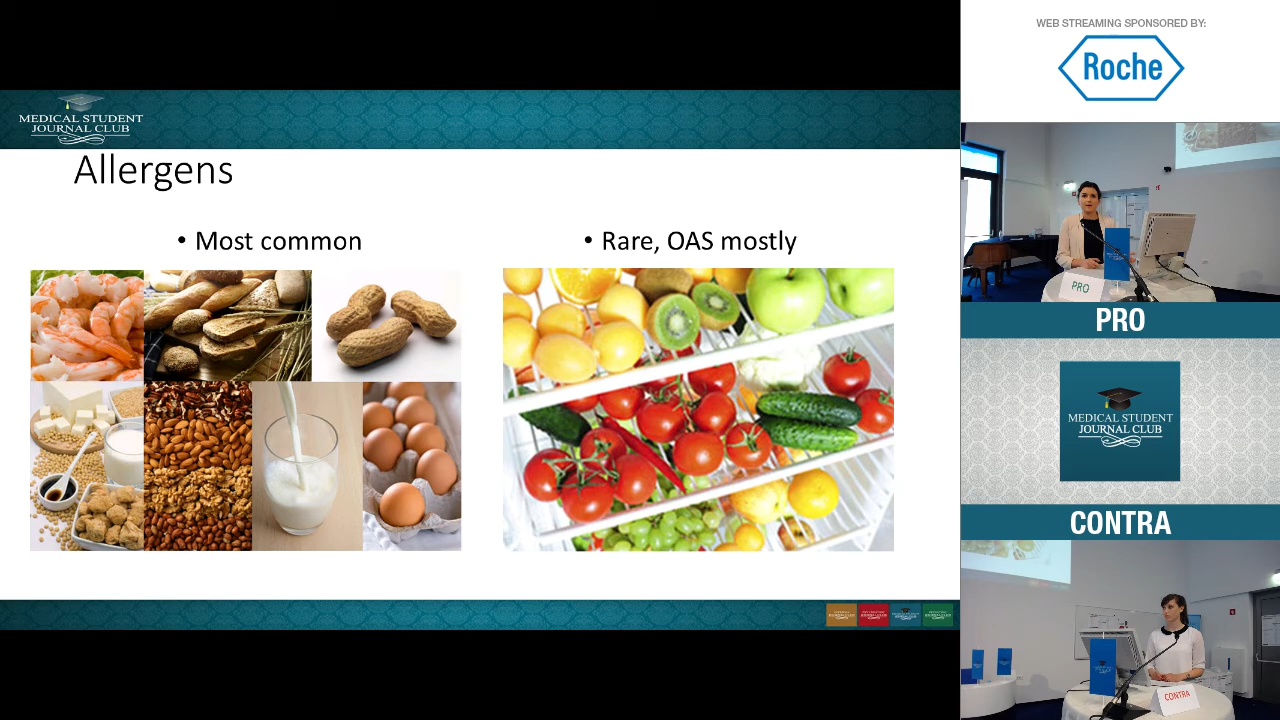 MEDICAL STUDENT
JOURNAL CLUB
Allergens
• Most common
• Rare, OAS mostly
WEB STREAMING SPONSORED BY:
Roche
PRO
PRO
MEDICAL STUDENT
JOURNAL CLUB
CONTRA
CONTRA